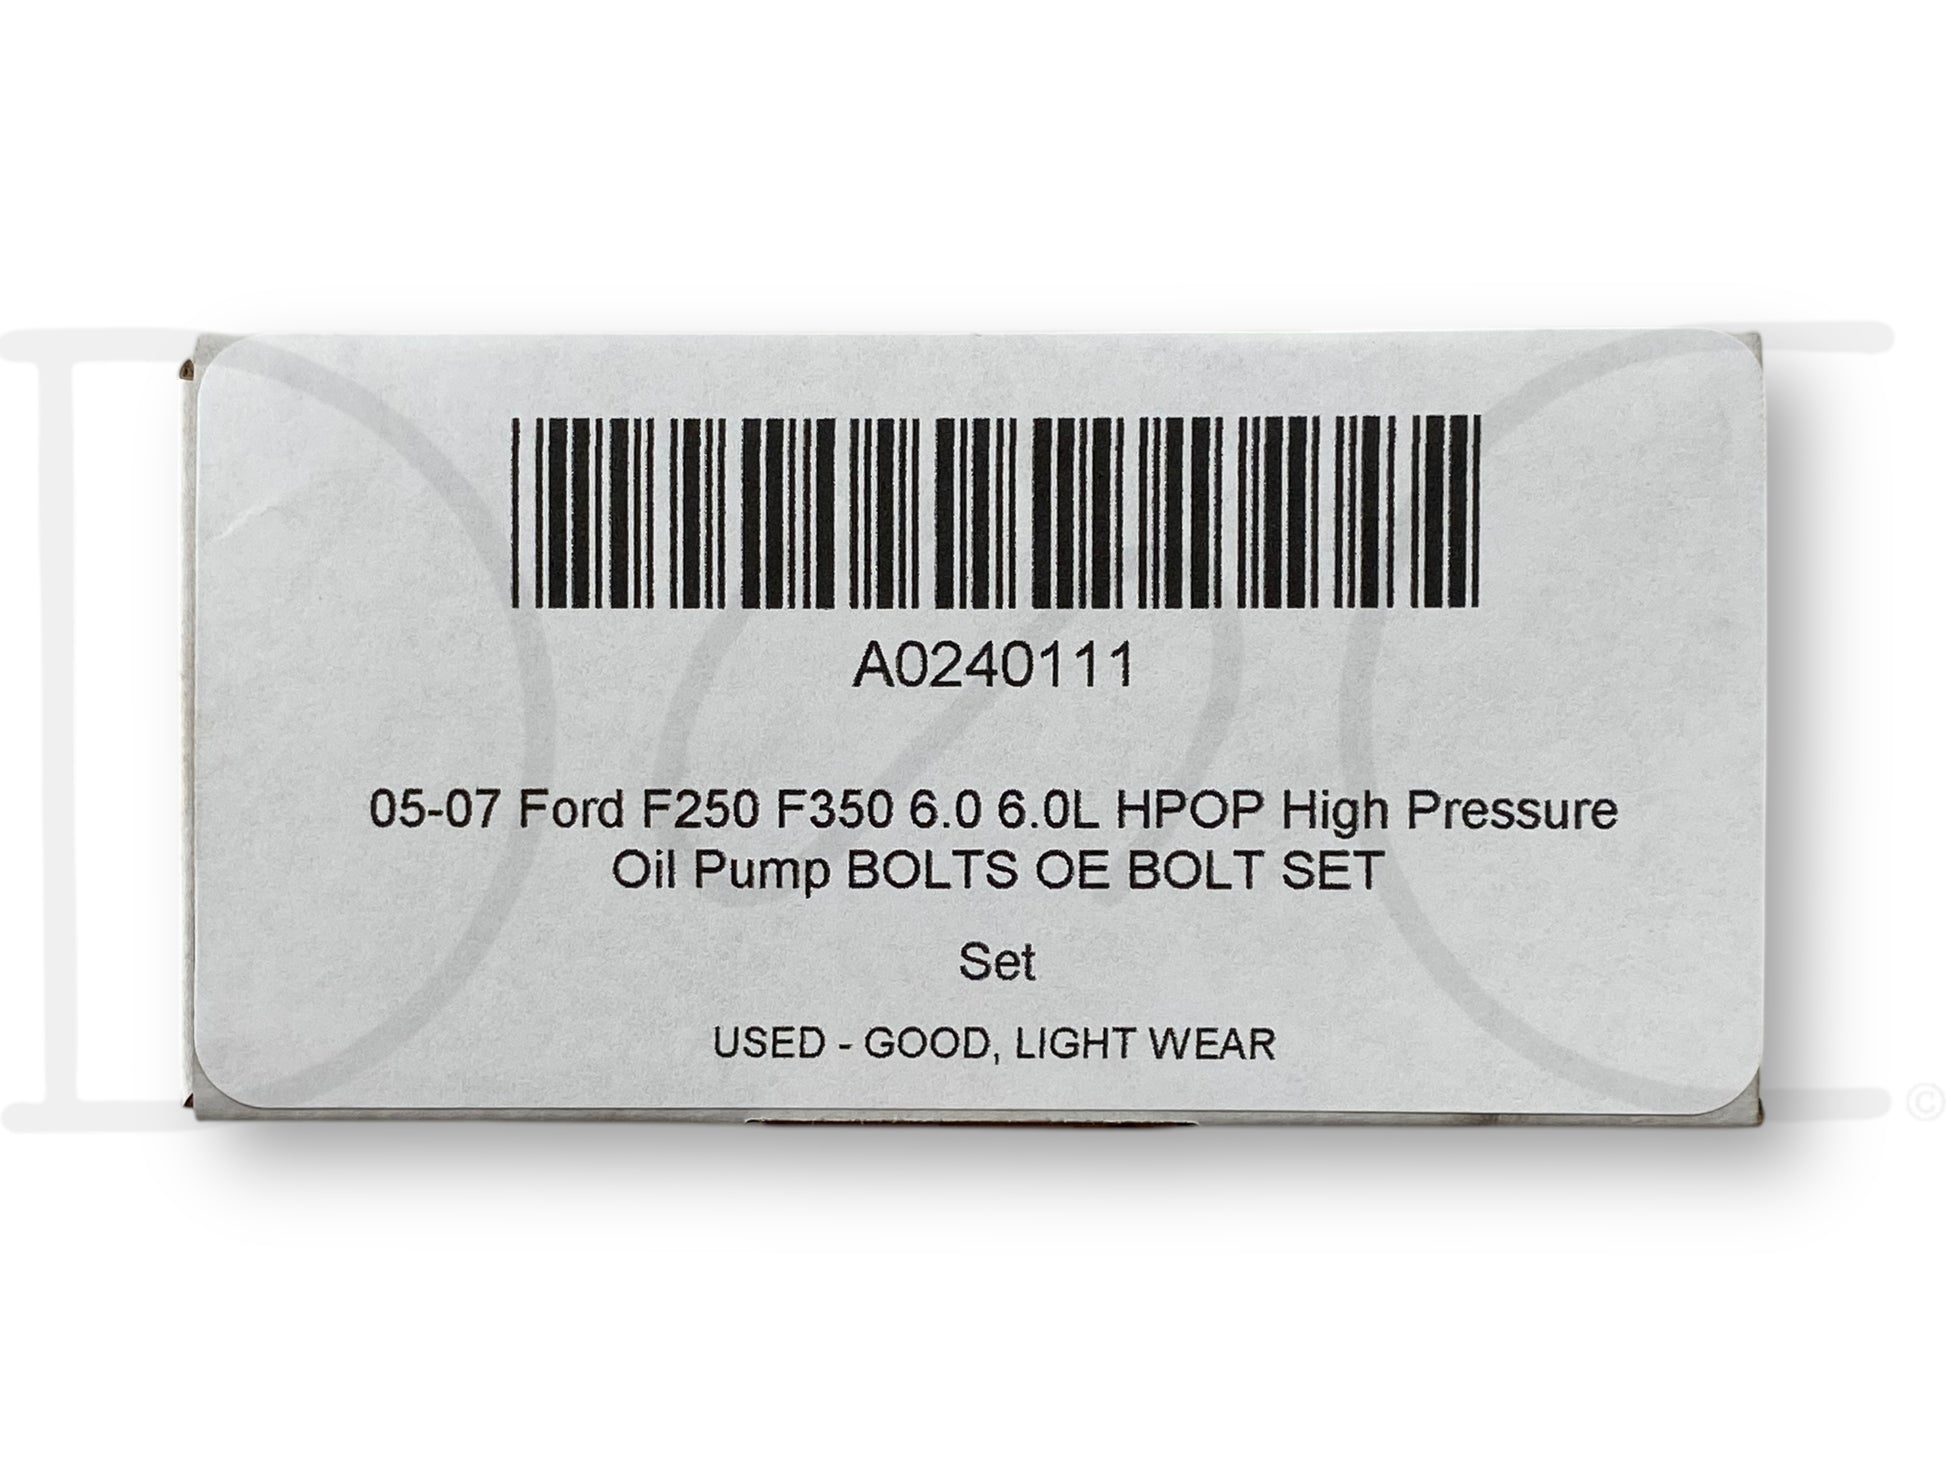 A0240111
05-07 Ford F250 F350 6.0 6.0L HPOP High Pressure
Oil Pump BOLTS OE BOLT SET
Set
USED - GOOD, LIGHT WEAR
©